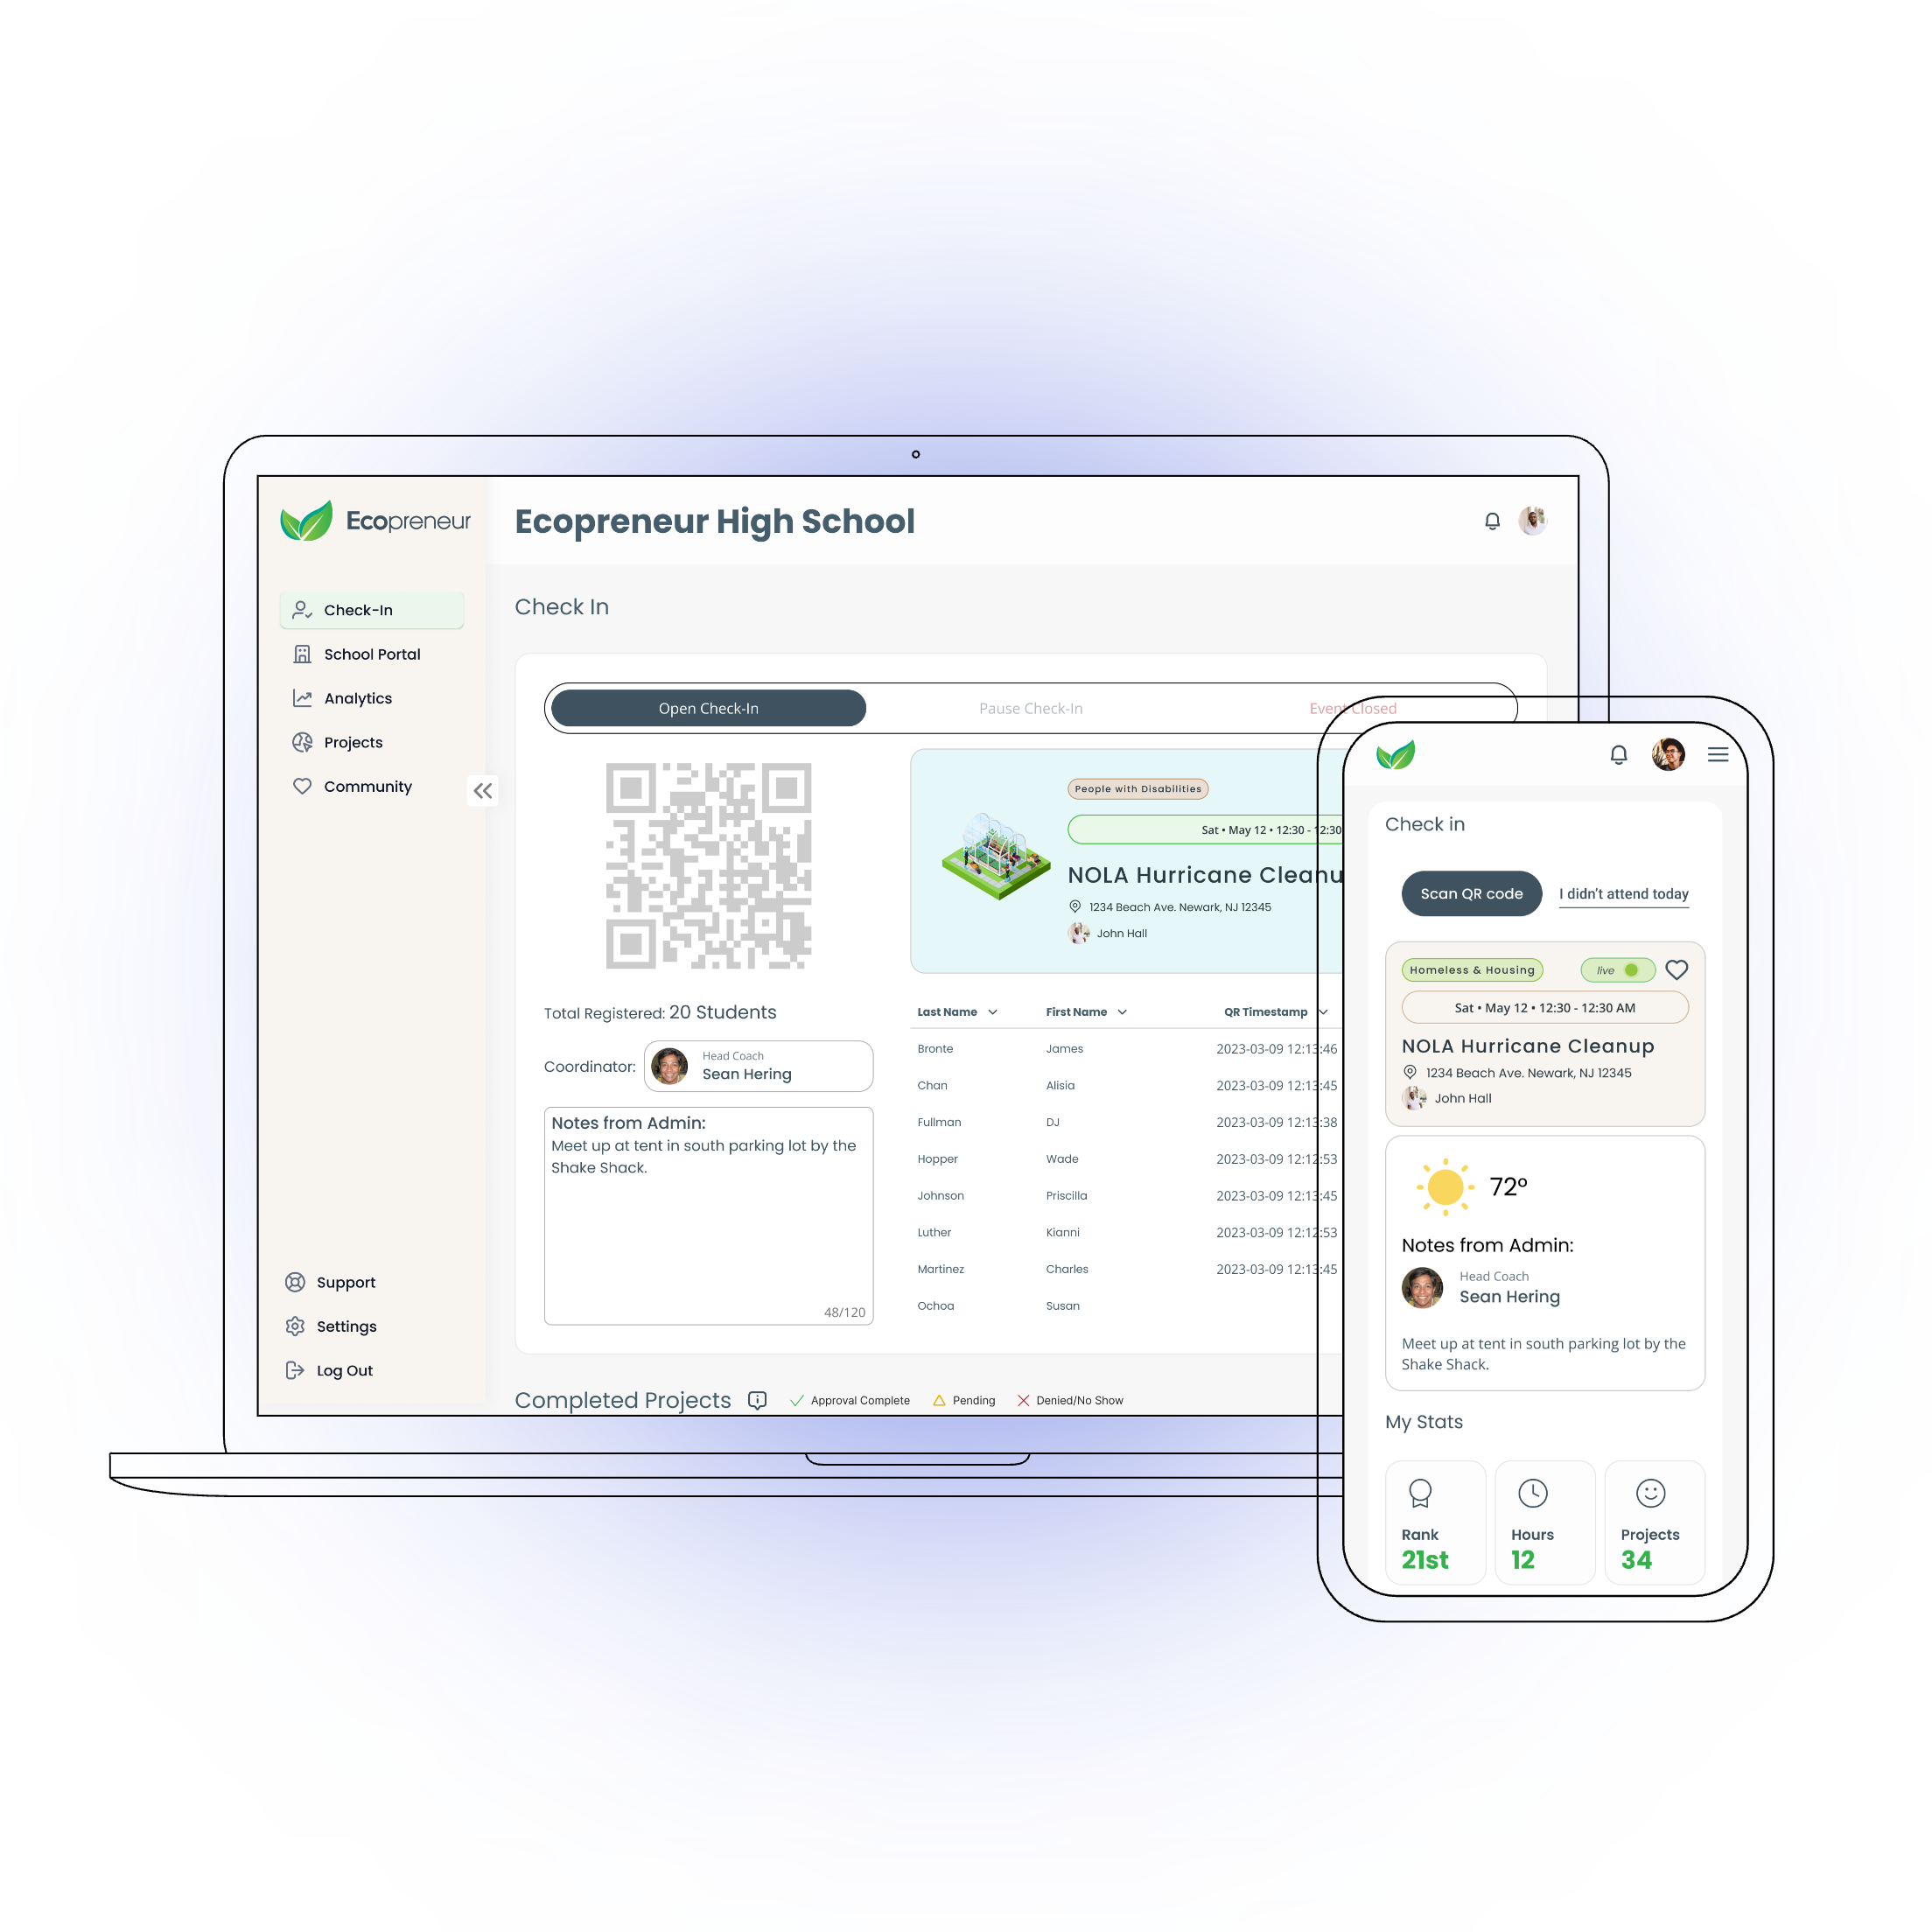 Ecopreneur
Ecopreneur High School
Check-In
School Portal
Analytics
Projects
Community
Support
Settings
Log Out
Check In
Open Check-In
Pause Check-In
Event Closed
People with Disabilities
Sat • May 12 • 12:30 - 12:30
NOLA Hurricane Cleanu
1234 Beach Ave. Newark, NJ 12345
John Hall
Total Registered: 20 Students
Coordinator:
Head Coach
Sean Hering
Notes from Admin:
Meet up at tent in south parking lot by the
Shake Shack.
48/120
Last Name First Name QR Timestamp
Bronte James 2023-03-09 12:13:46
Chan Alisia 2023-03-09 12:13:45
Fullman DJ 2023-03-09 12:13:38
Hopper Wade 2023-03-09 12:12:53
Johnson Priscilla 2023-03-09 12:13:45
Luther Kianni 2023-03-09 12:12:53
Martinez Charles 2023-03-09 12:13:45
Ochoa Susan
Completed Projects
Approval Complete
Pending
Denied/No Show
Check in
Scan QR code
I didn't attend today
Homeless & Housing
live
Sat • May 12 • 12:30 - 12:30 AM
NOLA Hurricane Cleanup
1234 Beach Ave. Newark, NJ 12345
John Hall
72º
Notes from Admin:
Head Coach
Sean Hering
Meet up at tent in south parking lot by the
Shake Shack.
My Stats
Rank
21st
Hours
12
Projects
34